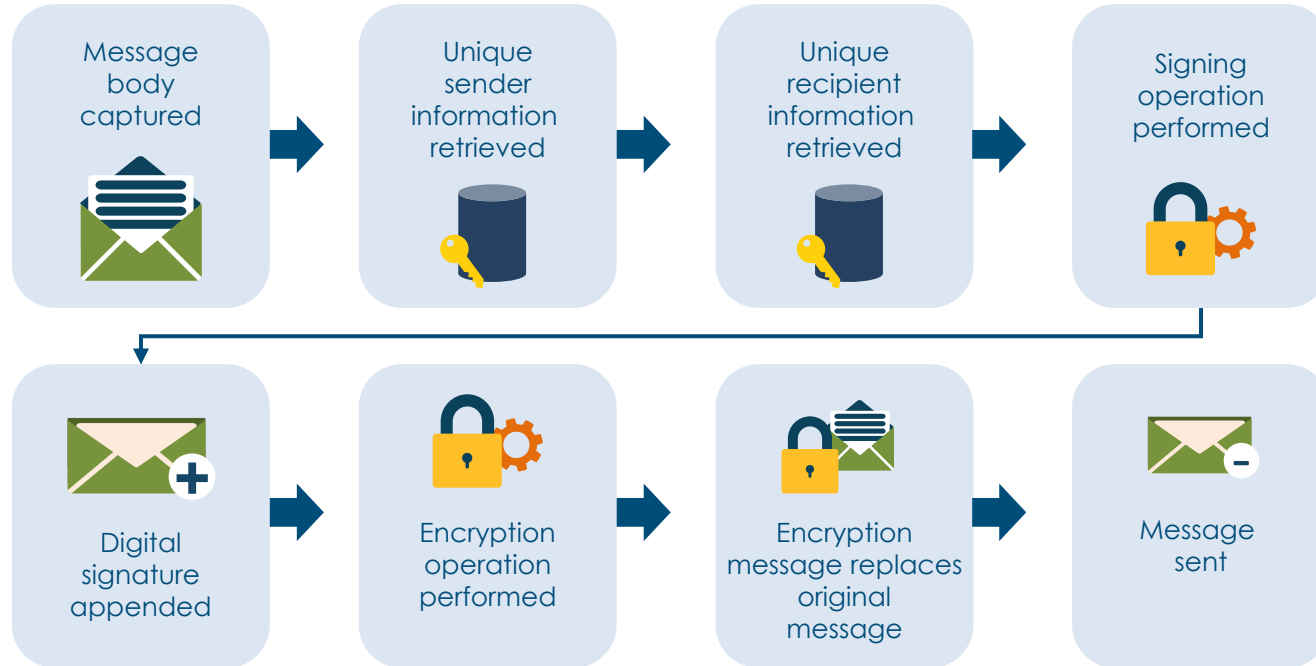 Message
body
captured
Unique
sender
information
retrieved
Unique
recipient
information
retrieved
Signing
operation
performed
Digital
signature
appended
Encryption
operation
performed
Encryption
message replaces
original
message
Message
sent